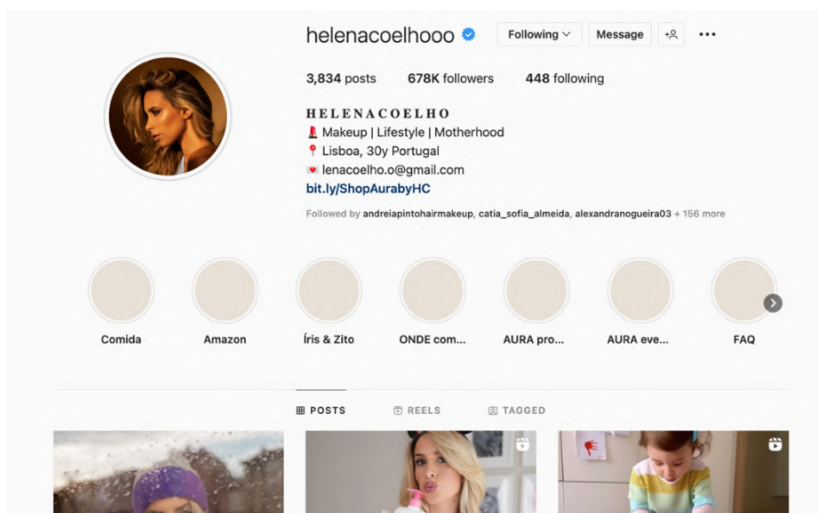 helenacoelhooo Following Message
3,834 posts 678K followers 448 following
HELENACOELHO
Makeup | Lifestyle | Motherhood
Lisboa, 30y Portugal
lenacoelho.o@gmail.com
bit.ly/ShopAurabyHC
Followed by andreiapintohairmakeup, catia_sofia_almeida, alexandranogueira03 + 156 more
Comida Amazon Íris & Zito ONDE com... AURA pro... AURA eve... FAQ
POSTS REELS TAGGED